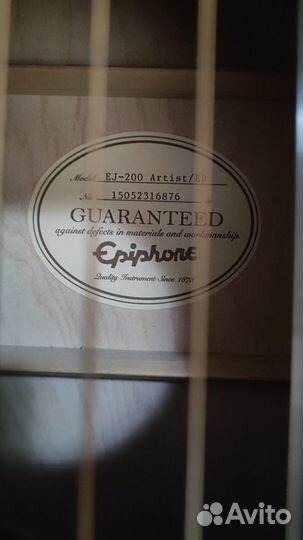 Model EJ-200 Artist/EB
No. 15052316876
GUARANTEED
against defects in materials and workmanship.
Epiphone
Quality Instrument Since 1873
Avito